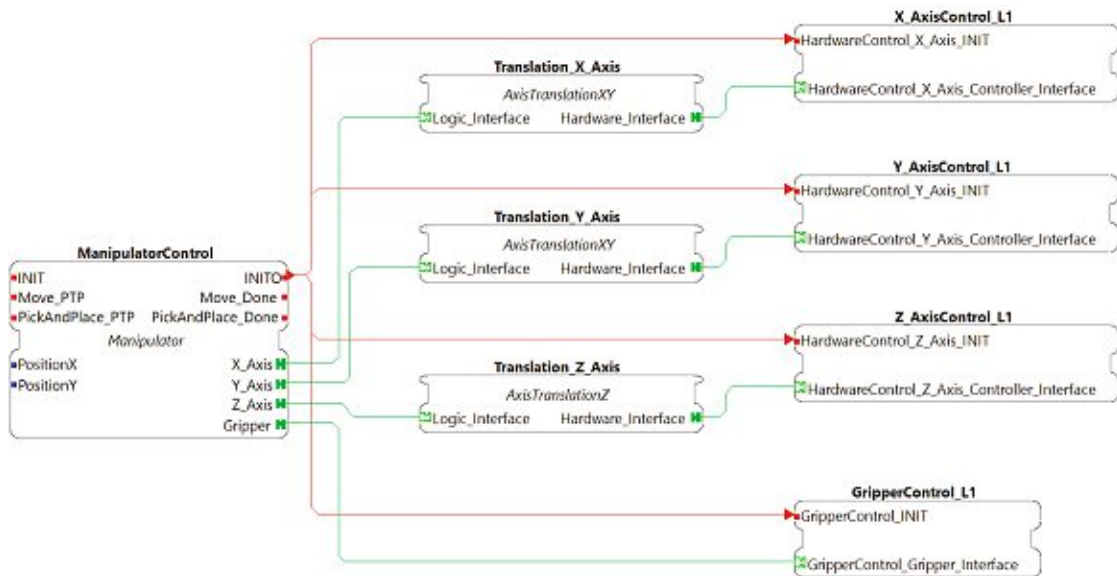 X_AxisControl_L1
HardwareControl_X_Axis_INIT
HardwareControl_X_Axis_Controller_Interface
Translation_X_Axis
AxisTranslationXY
Logic_Interface Hardware_Interface
Y_AxisControl_L1
HardwareControl_Y_Axis_INIT
HardwareControl_Y_Axis_Controller_Interface
Translation_Y_Axis
AxisTranslationXY
Logic_Interface Hardware_Interface
ManipulatorControl
INIT INITO
Move_PTP Move_Done
PickAndPlace_PTP PickAndPlace_Done
Manipulator
PositionX X_Axis
PositionY Y_Axis
Z_Axis
Gripper
Z_AxisControl_L1
HardwareControl_Z_Axis_INIT
HardwareControl_Z_Axis_Controller_Interface
Translation_Z_Axis
AxisTranslationZ
Logic_Interface Hardware_Interface
GripperControl_L1
GripperControl_INIT
GripperControl_Gripper_Interface